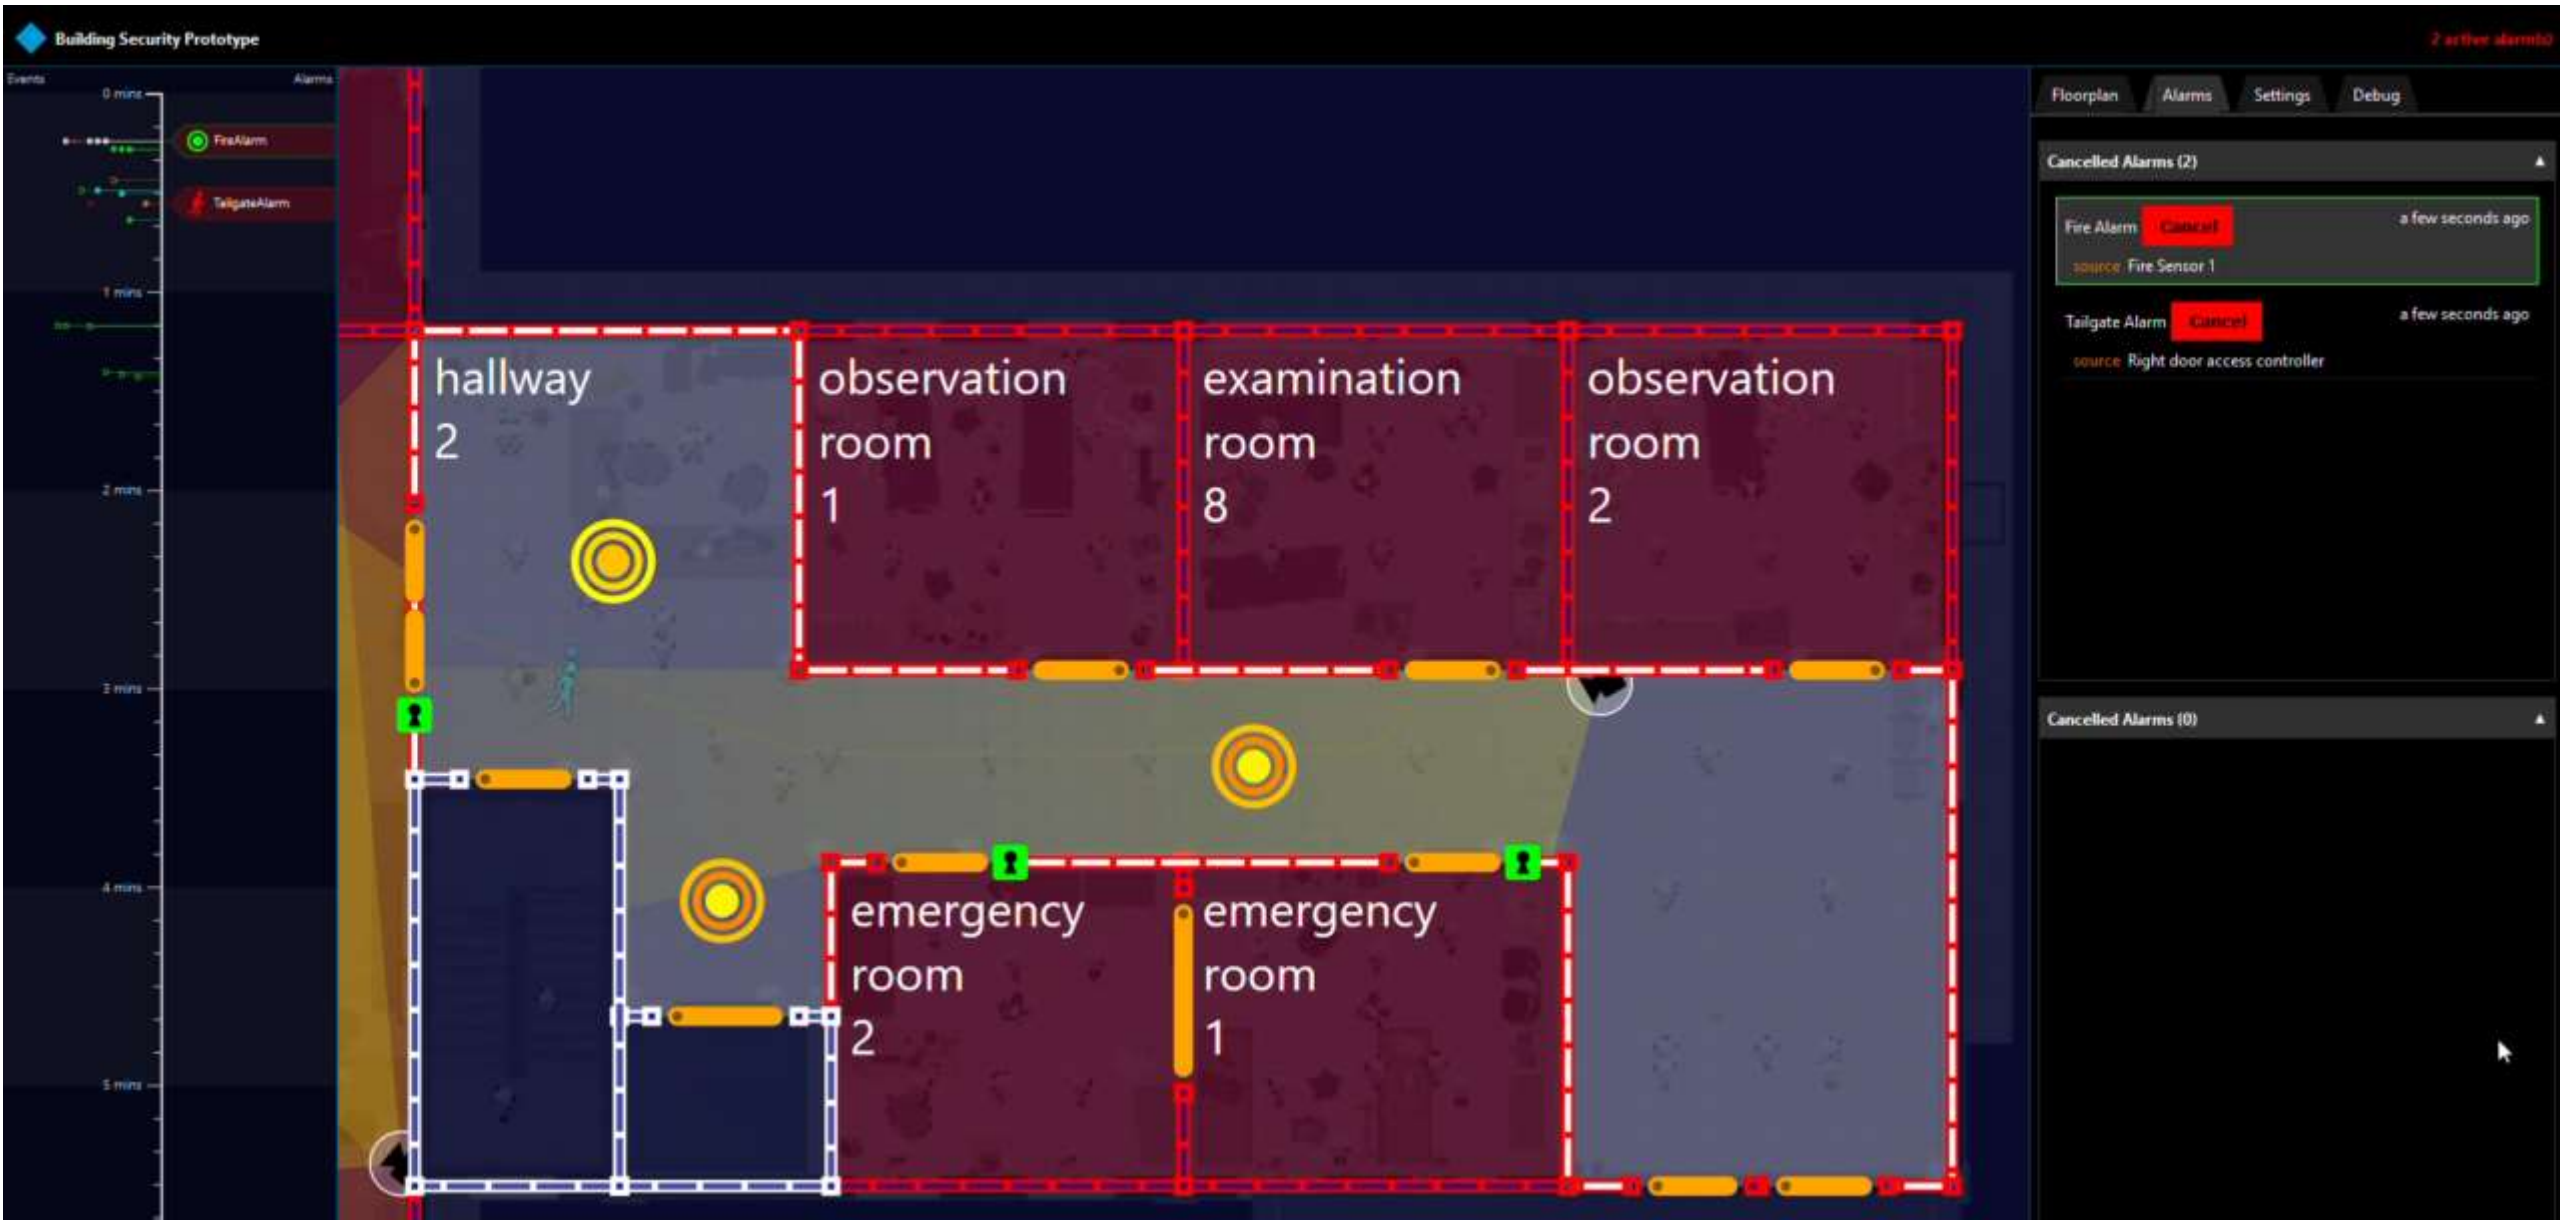 Building Security Prototype
2 active alarm(s)
Events
Alarms
0 mins
FireAlarm
TailgateAlarm
1 mins
2 mins
3 mins
4 mins
5 mins
hallway
2
observation
room
1
examination
room
8
observation
room
2
emergency
room
2
emergency
room
1
Floorplan
Alarms
Settings
Debug
Cancelled Alarms (2)
▲
Fire Alarm Cancel a few seconds ago
source Fire Sensor 1
Tailgate Alarm Cancel a few seconds ago
source Right door access controller
Cancelled Alarms (0)
▲